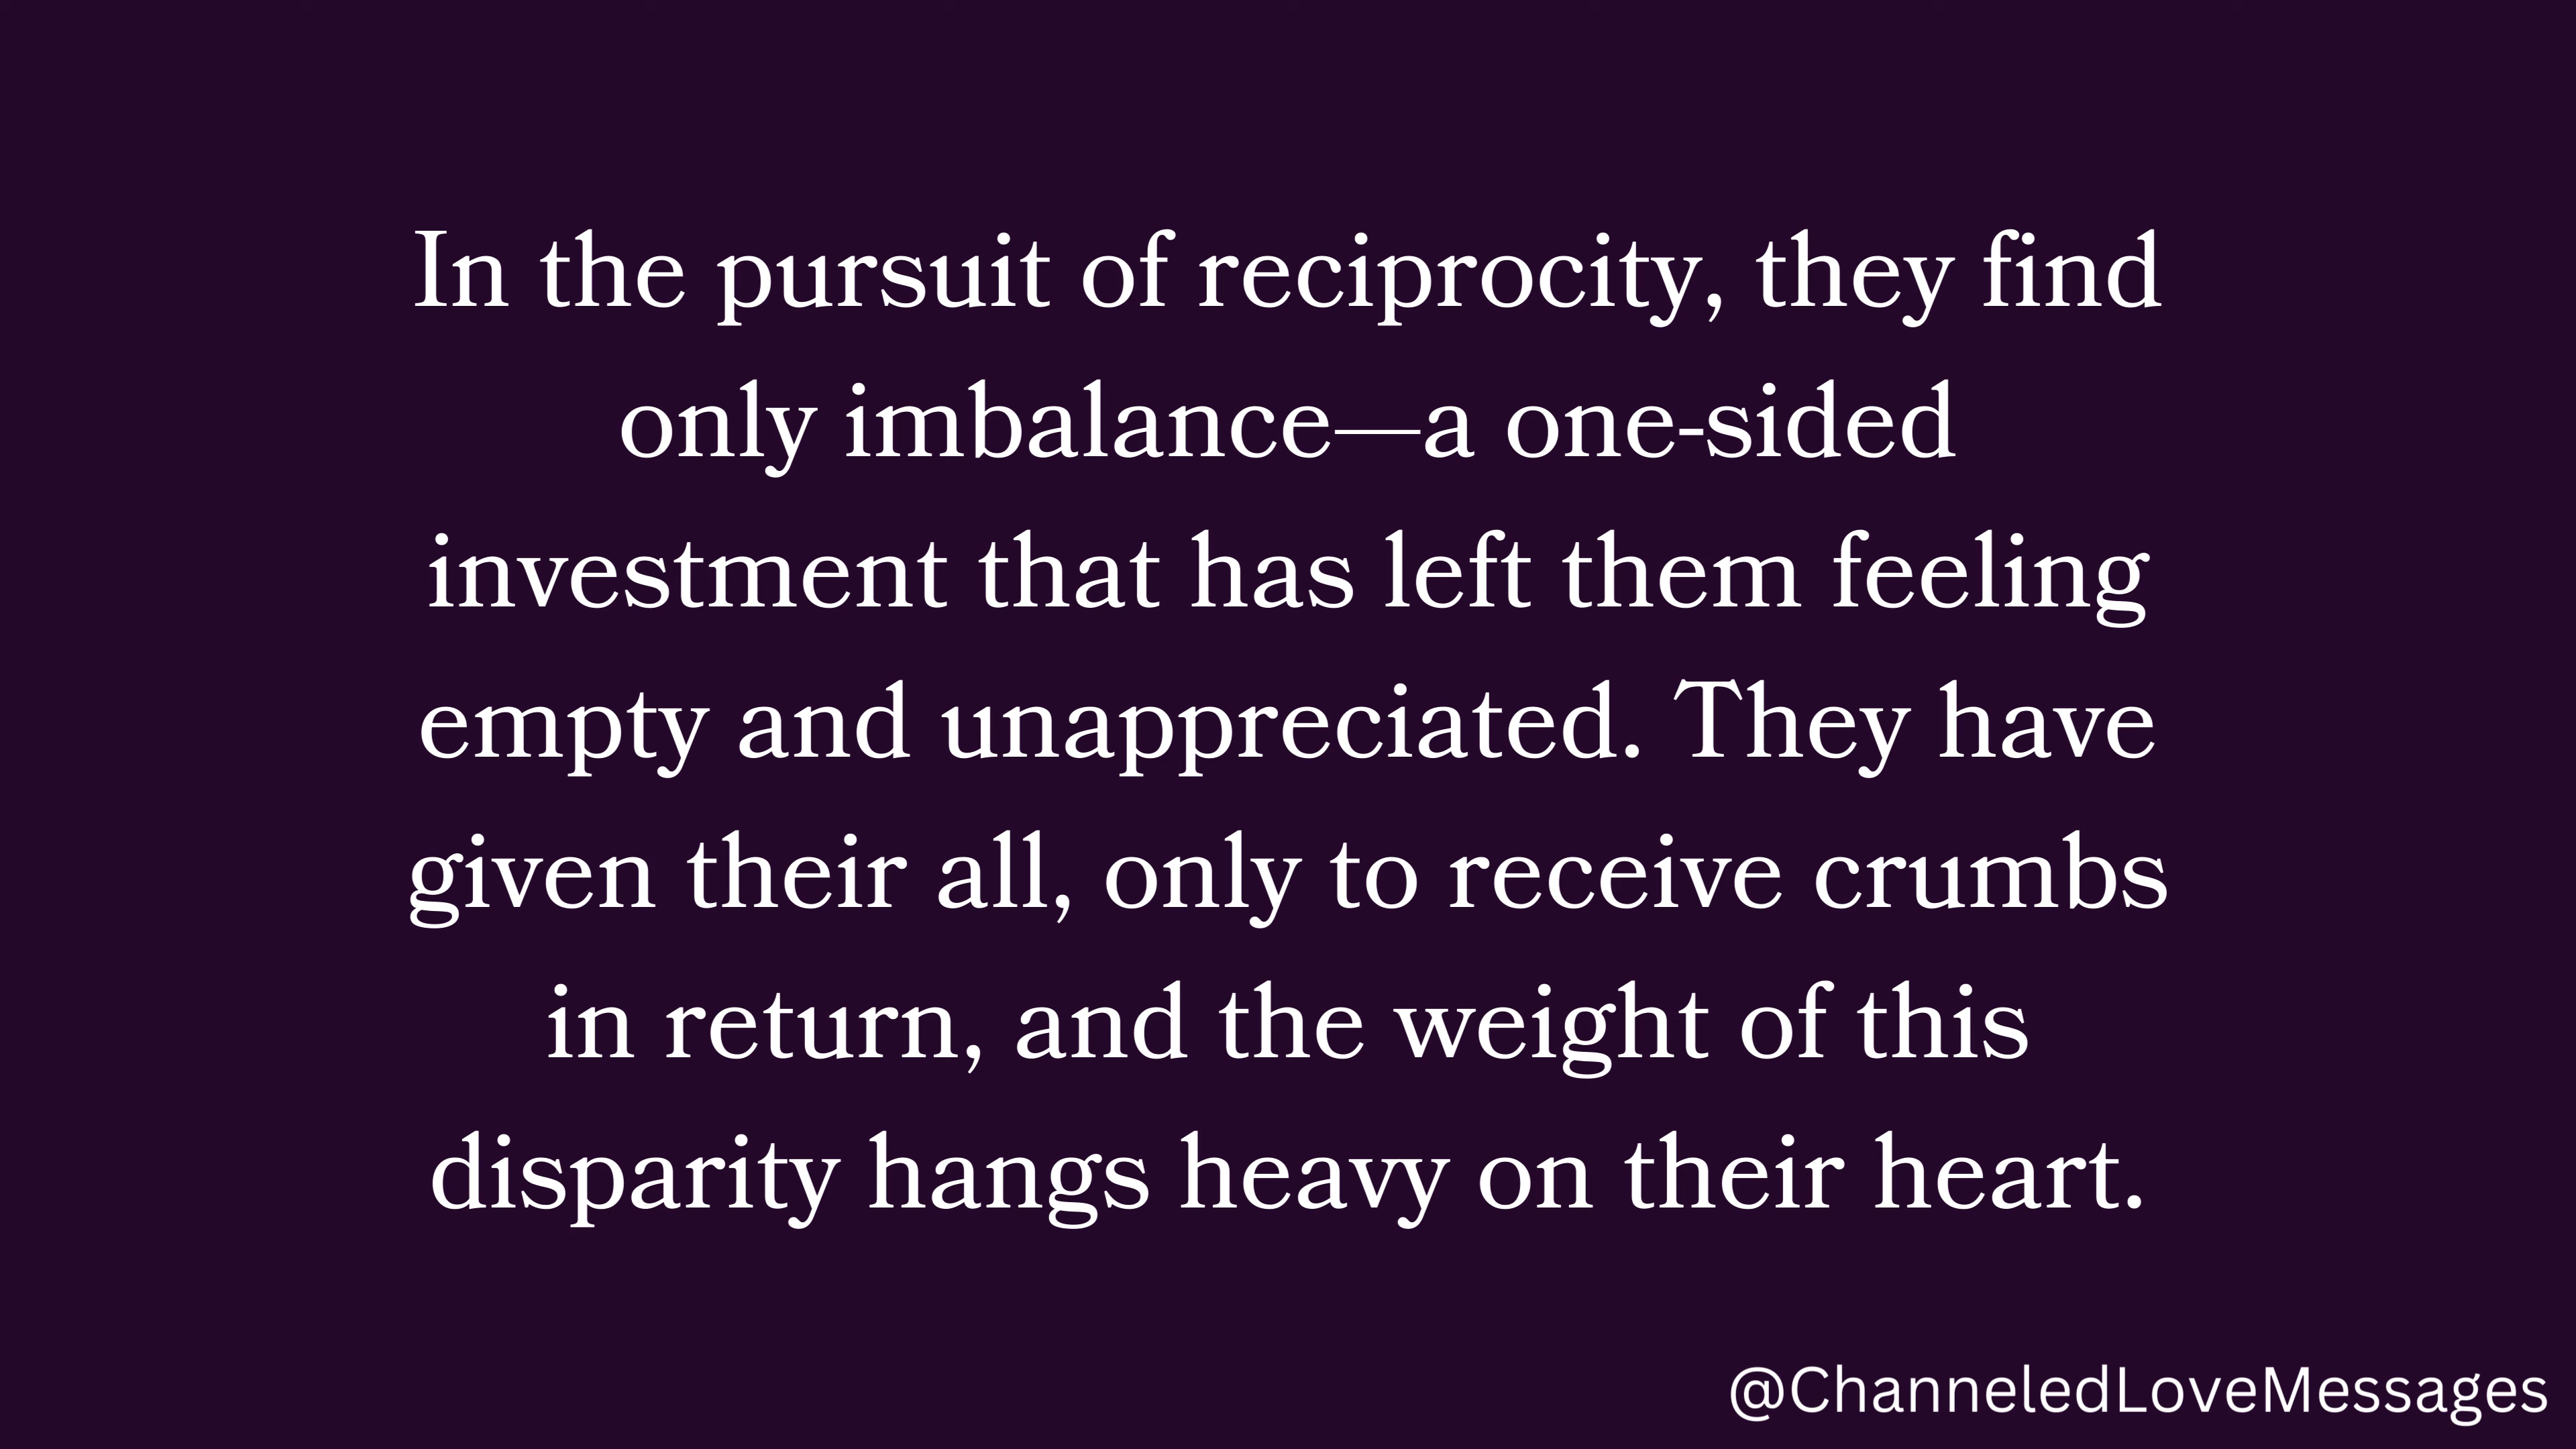 In the pursuit of reciprocity, they find
only imbalance—a one-sided
investment that has left them feeling
empty and unappreciated. They have
given their all, only to receive crumbs
in return, and the weight of this
disparity hangs heavy on their heart.
@ChanneledLoveMessages